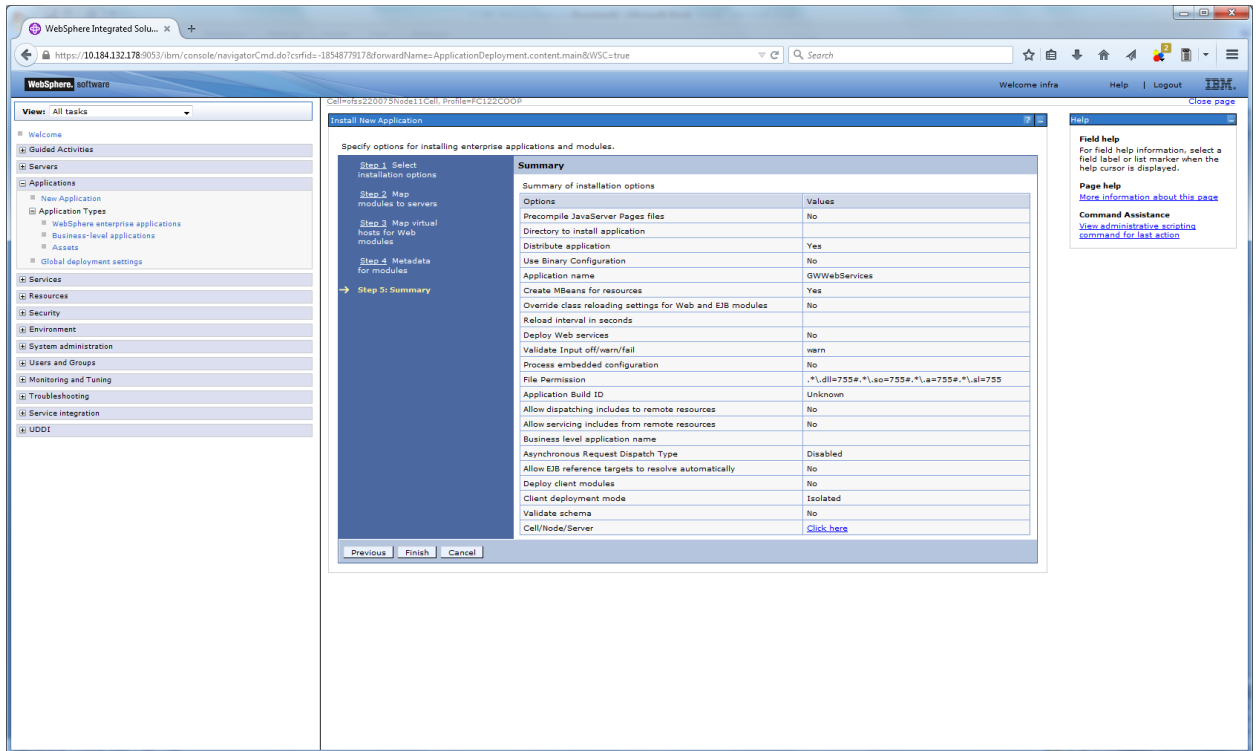 WebSphere Integrated Solu...
https://10.184.132.178:9053/ibm/console/navigatorCmd.do?csrfid=-1854877917&forwardName=ApplicationDeployment.content.main&WSC=true
Search
2
WebSphere. software
Welcome infra
Help | Logout
IBM.
View: All tasks
Welcome
Guided Activities
Servers
Applications
New Application
Application Types
WebSphere enterprise applications
Business-level applications
Assets
Global deployment settings
Services
Resources
Security
Environment
System administration
Users and Groups
Monitoring and Tuning
Troubleshooting
Service integration
UDDI
Cell=ofss220075Node11Cell, Profile=FC122COOP
Close page
Install New Application
Specify options for installing enterprise applications and modules.
Step 1 Select
installation options
Step 2 Map
modules to servers
Step 3 Map virtual
hosts for Web
modules
Step 4 Metadata
for modules
Step 5: Summary
Summary
Summary of installation options
Options Values
Precompile JavaServer Pages files No
Directory to install application
Distribute application Yes
Use Binary Configuration No
Application name GWWebServices
Create MBeans for resources Yes
Override class reloading settings for Web and EJB modules No
Reload interval in seconds
Deploy Web services No
Validate Input off/warn/fail warn
Process embedded configuration No
File Permission .*\.dll=755#.*\.so=755#.*\.a=755#.*\.sl=755
Application Build ID Unknown
Allow dispatching includes to remote resources No
Allow servicing includes from remote resources No
Business level application name
Asynchronous Request Dispatch Type Disabled
Allow EJB reference targets to resolve automatically No
Deploy client modules No
Client deployment mode Isolated
Validate schema No
Cell/Node/Server Click here
Previous Finish Cancel
Help
Field help
For field help information, select a
field label or list marker when the
help cursor is displayed.
Page help
More information about this page
Command Assistance
View administrative scripting
command for last action